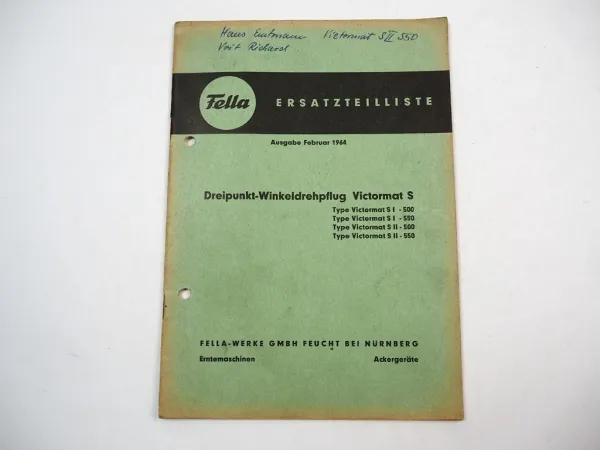 Hans Victormat S II 550
Voit Richard
Fella ERSATZTEILLISTE
Ausgabe Februar 1964
Dreipunkt-Winkeldrehpflug Victormat S
Type Victormat S I - 500
Type Victormat S I - 550
Type Victormat S II - 500
Type Victormat S II - 550
FELLA-WERKE GMBH FEUCHT BEI NÜRNBERG
Erntemaschinen Ackergeräte